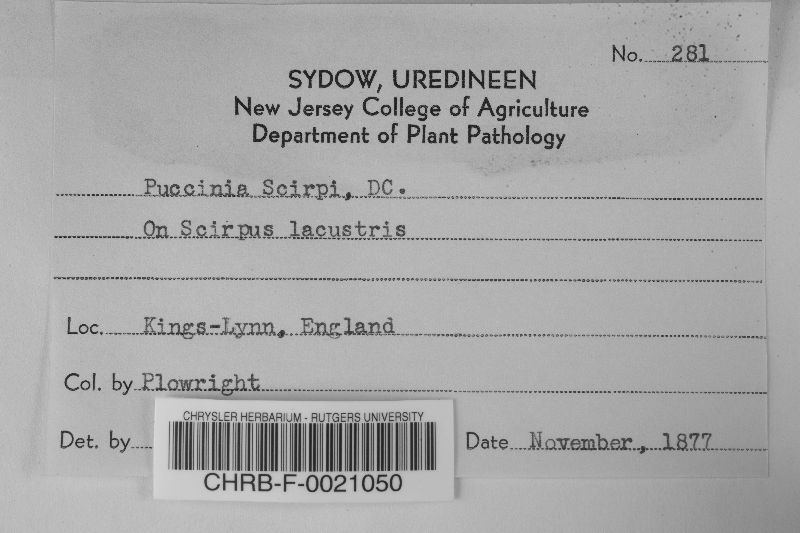 No. 281
SYDOW, UREDINEEN
New Jersey College of Agriculture
Department of Plant Pathology
Puccinia Scirpi, DC.
On Scirpus lacustris
Loc. Kings-Lynn, England
Col. by Plowright
Det. by
Date November, 1877
CHRYSLER HERBARIUM - RUTGERS UNIVERSITY
CHRB-F-0021050